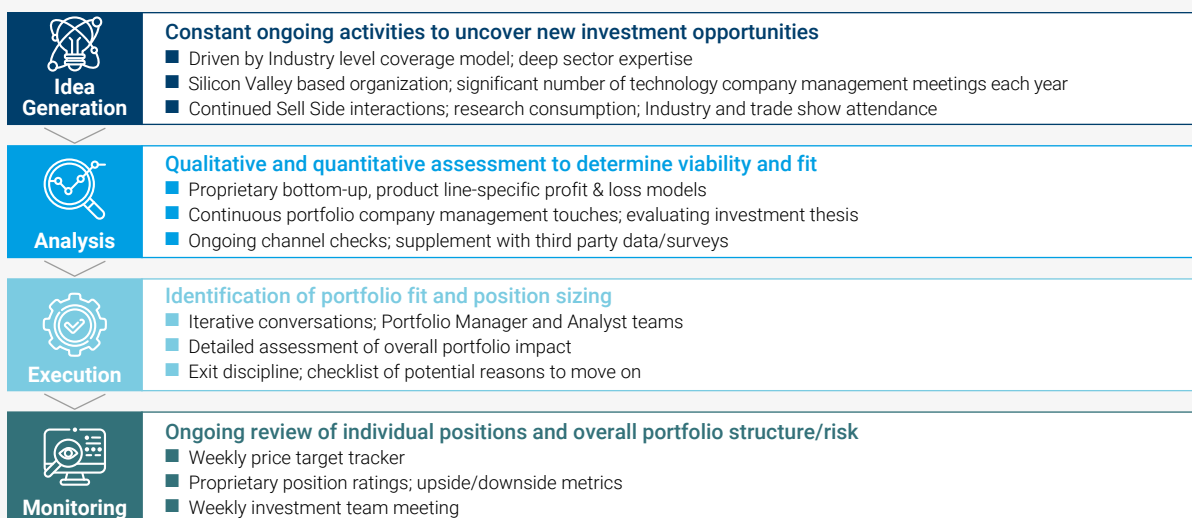 Idea
Generation
Constant ongoing activities to uncover new investment opportunities
Driven by Industry level coverage model; deep sector expertise
Silicon Valley based organization; significant number of technology company management meetings each year
Continued Sell Side interactions; research consumption; Industry and trade show attendance
Analysis
Qualitative and quantitative assessment to determine viability and fit
Proprietary bottom-up, product line-specific profit & loss models
Continuous portfolio company management touches; evaluating investment thesis
Ongoing channel checks; supplement with third party data/surveys
Execution
Identification of portfolio fit and position sizing
Iterative conversations; Portfolio Manager and Analyst teams
Detailed assessment of overall portfolio impact
Exit discipline; checklist of potential reasons to move on
Monitoring
Ongoing review of individual positions and overall portfolio structure/risk
Weekly price target tracker
Proprietary position ratings; upside/downside metrics
Weekly investment team meeting